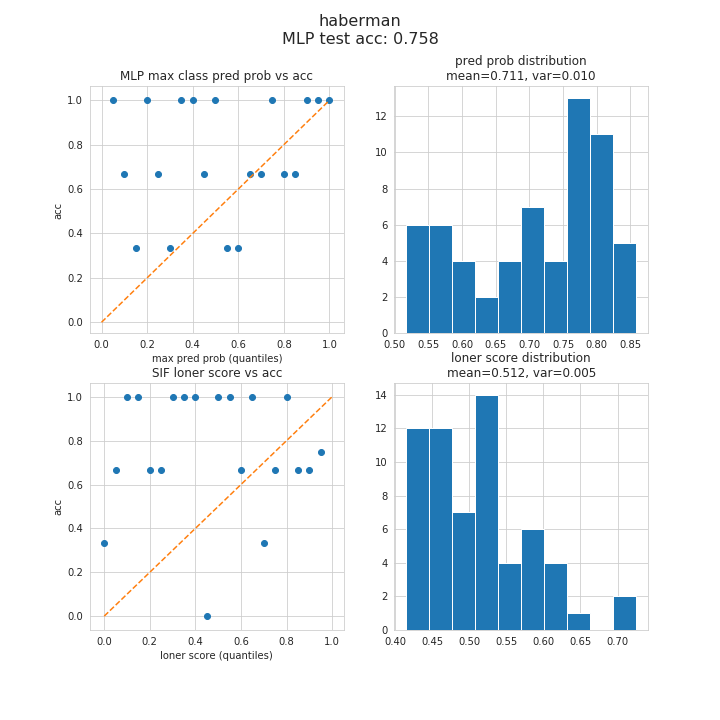 haberman
MLP test acc: 0.758
MLP max class pred prob vs acc
acc
1.0
0.8
0.6
0.4
0.2
0.0
0.0 0.2 0.4 0.6 0.8 1.0
max pred prob (quantiles)
pred prob distribution
mean=0.711, var=0.010
12
10
8
6
4
2
0
0.50 0.55 0.60 0.65 0.70 0.75 0.80 0.85
SIF loner score vs acc
acc
1.0
0.8
0.6
0.4
0.2
0.0
0.0 0.2 0.4 0.6 0.8 1.0
loner score (quantiles)
loner score distribution
mean=0.512, var=0.005
14
12
10
8
6
4
2
0
0.40 0.45 0.50 0.55 0.60 0.65 0.70